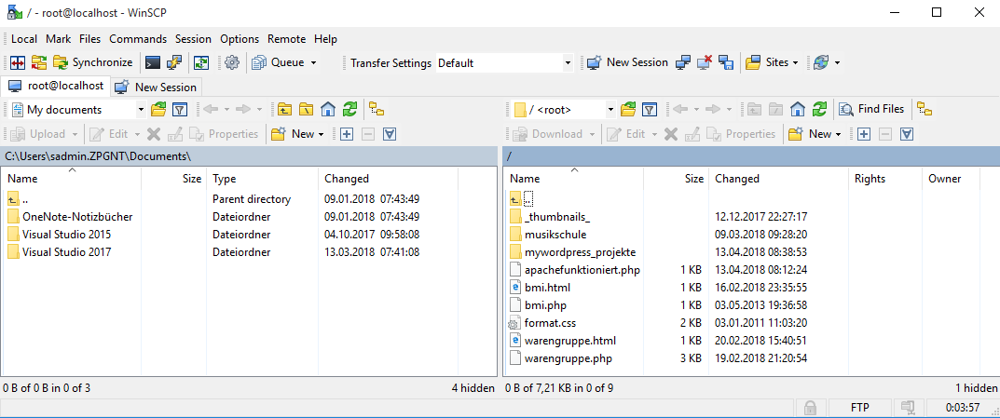 / - root@localhost - WinSCP
Local Mark Files Commands Session Options Remote Help
Synchronize Queue Transfer Settings Default New Session Sites
root@localhost New Session
My documents / <root> Find Files
Upload Edit Properties New Download Edit Properties New
C:\Users\sadmin.ZPGNT\Documents\ /
Name Size Type Changed Name Size Changed Rights Owner
.. Parent directory 09.01.2018 07:43:49 ..
OneNote-Notizbücher Dateiordner 09.01.2018 07:43:49 _thumbnails_ 12.12.2017 22:27:17
Visual Studio 2015 Dateiordner 04.10.2017 09:58:08 musikschule 09.03.2018 09:28:20
Visual Studio 2017 Dateiordner 13.03.2018 07:41:08 mywordpress_projekte 13.04.2018 08:38:53
apachefunktioniert.php 1 KB 13.04.2018 08:12:24
bmi.html 1 KB 16.02.2018 23:35:55
bmi.php 1 KB 03.05.2013 19:36:58
format.css 2 KB 03.01.2011 11:03:20
warengruppe.html 1 KB 20.02.2018 15:40:51
warengruppe.php 3 KB 19.02.2018 21:20:54
0 B of 0 B in 0 of 3 4 hidden 0 B of 7,21 KB in 0 of 9 1 hidden
FTP 0:03:57